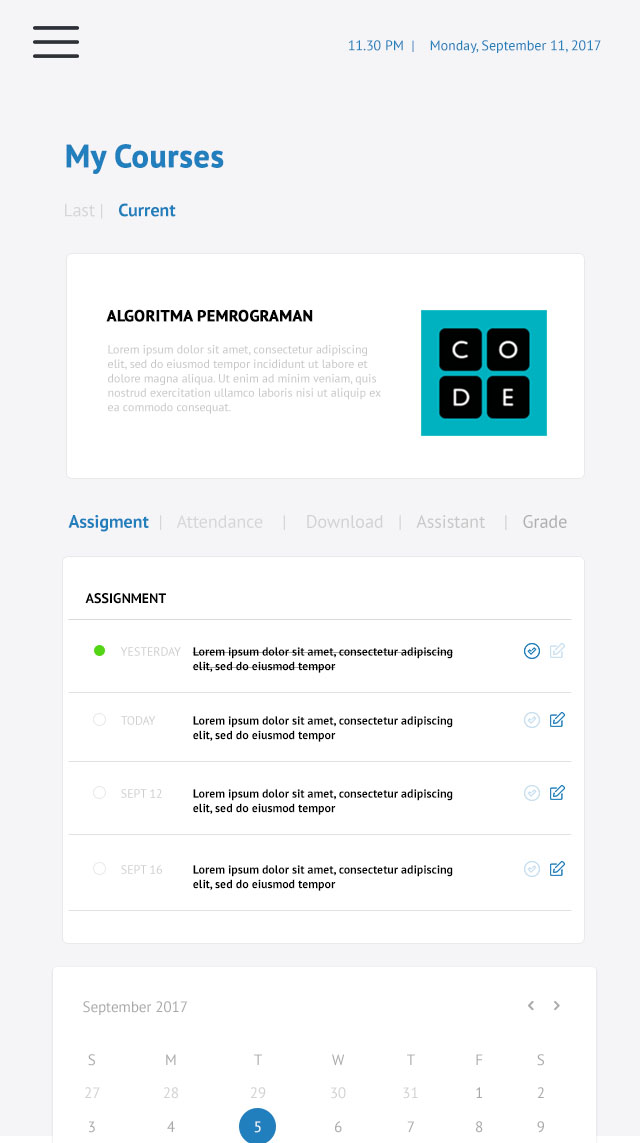 11.30 PM | Monday, September 11, 2017
My Courses
Last | Current
ALGORITMA PEMROGRAMAN
Lorem ipsum dolor sit amet, consectetur adipiscing
elit, sed do eiusmod tempor incididunt ut labore et
dolore magna aliqua. Ut enim ad minim veniam, quis
nostrud exercitation ullamco laboris nisi ut aliquip ex
ea commodo consequat.
C O
D E
Assigment | Attendance | Download | Assistant | Grade
ASSIGNMENT
YESTERDAY Lorem ipsum dolor sit amet, consectetur adipiscing
elit, sed do eiusmod tempor
TODAY Lorem ipsum dolor sit amet, consectetur adipiscing
elit, sed do eiusmod tempor
SEPT 12 Lorem ipsum dolor sit amet, consectetur adipiscing
elit, sed do eiusmod tempor
SEPT 16 Lorem ipsum dolor sit amet, consectetur adipiscing
elit, sed do eiusmod tempor
September 2017
S M T W T F S
27 28 29 30 31 1 2
3 4 5 6 7 8 9